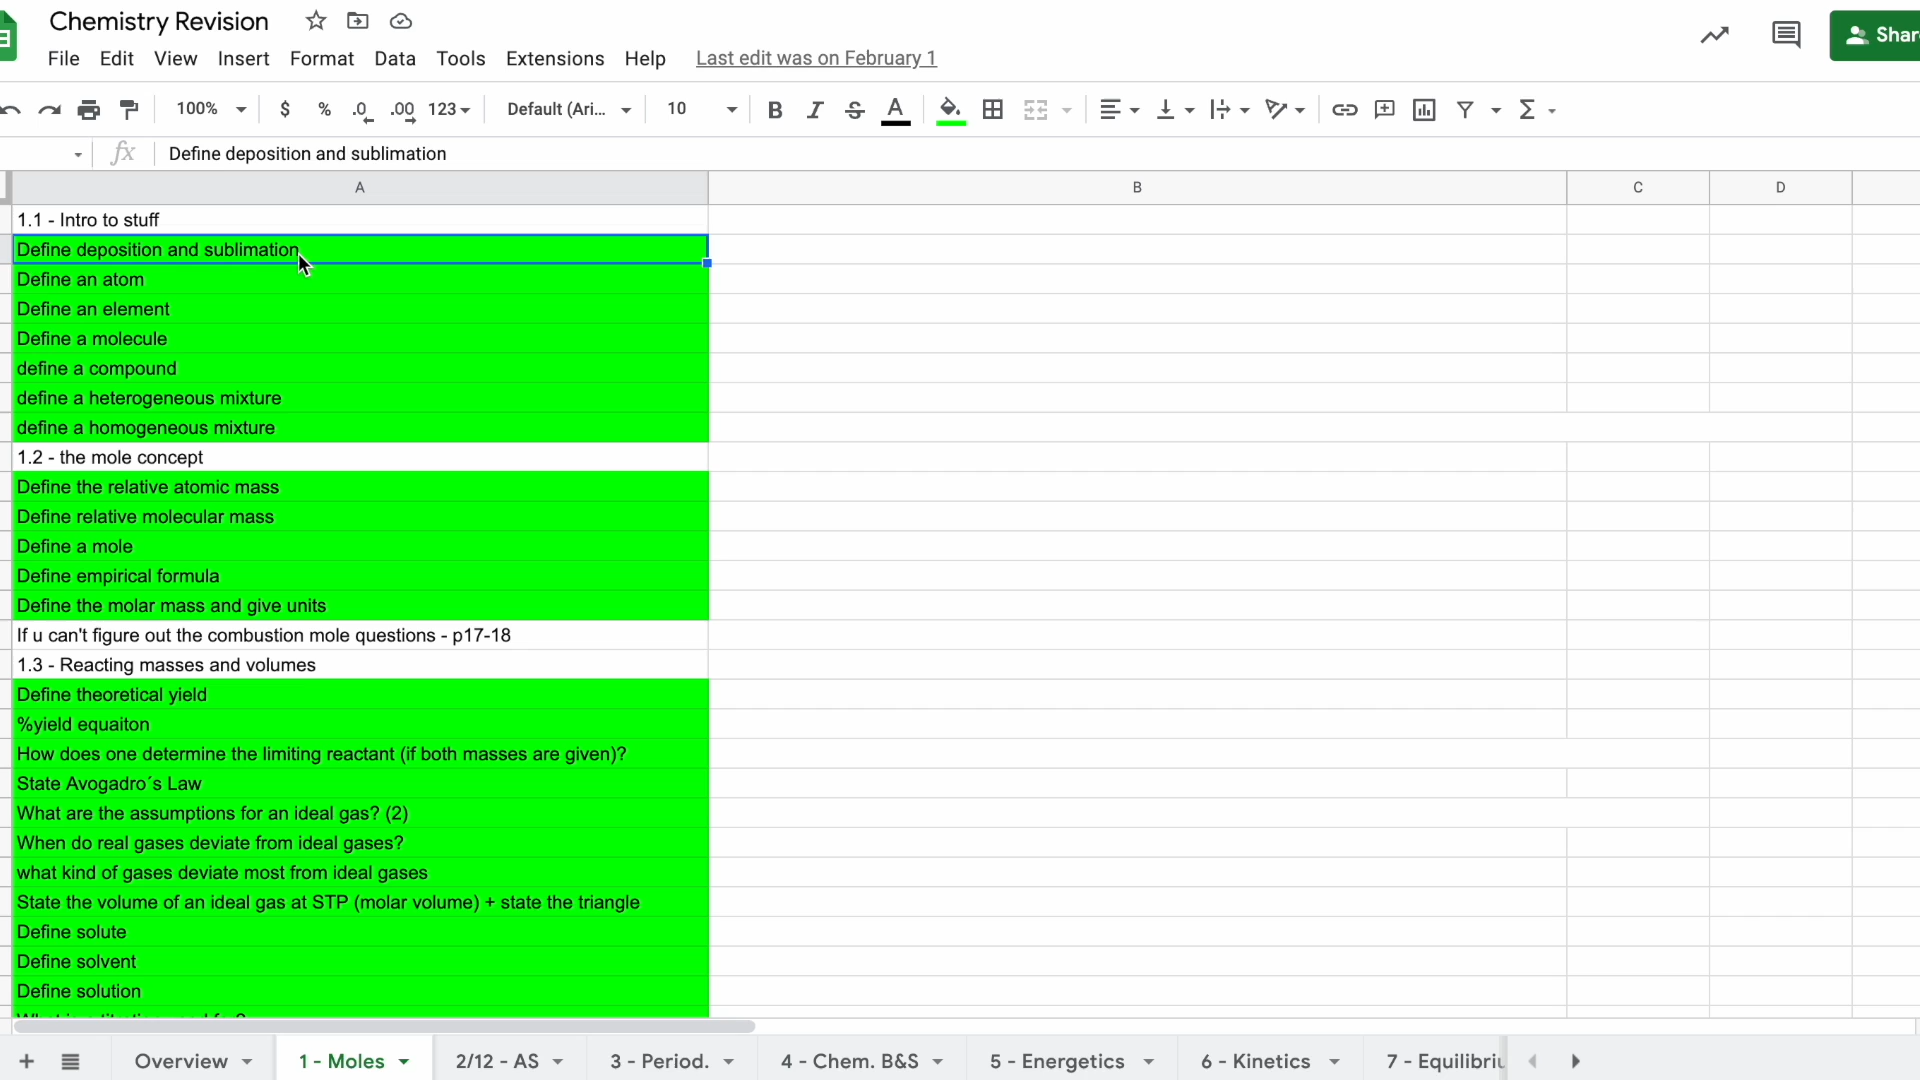 Chemistry Revision
File Edit View Insert Format Data Tools Extensions Help Last edit was on February 1
100% $ % .0 .00 123 Default (Ari... 10 B I S A
fx Define deposition and sublimation
A B C D
1.1 - Intro to stuff
Define deposition and sublimation
Define an atom
Define an element
Define a molecule
define a compound
define a heterogeneous mixture
define a homogeneous mixture
1.2 - the mole concept
Define the relative atomic mass
Define relative molecular mass
Define a mole
Define empirical formula
Define the molar mass and give units
If u can't figure out the combustion mole questions - p17-18
1.3 - Reacting masses and volumes
Define theoretical yield
%yield equaiton
How does one determine the limiting reactant (if both masses are given)?
State Avogadro´s Law
What are the assumptions for an ideal gas? (2)
When do real gases deviate from ideal gases?
what kind of gases deviate most from ideal gases
State the volume of an ideal gas at STP (molar volume) + state the triangle
Define solute
Define solvent
Define solution
Overview 1 - Moles 2/12 - AS 3 - Period. 4 - Chem. B&S 5 - Energetics 6 - Kinetics 7 -